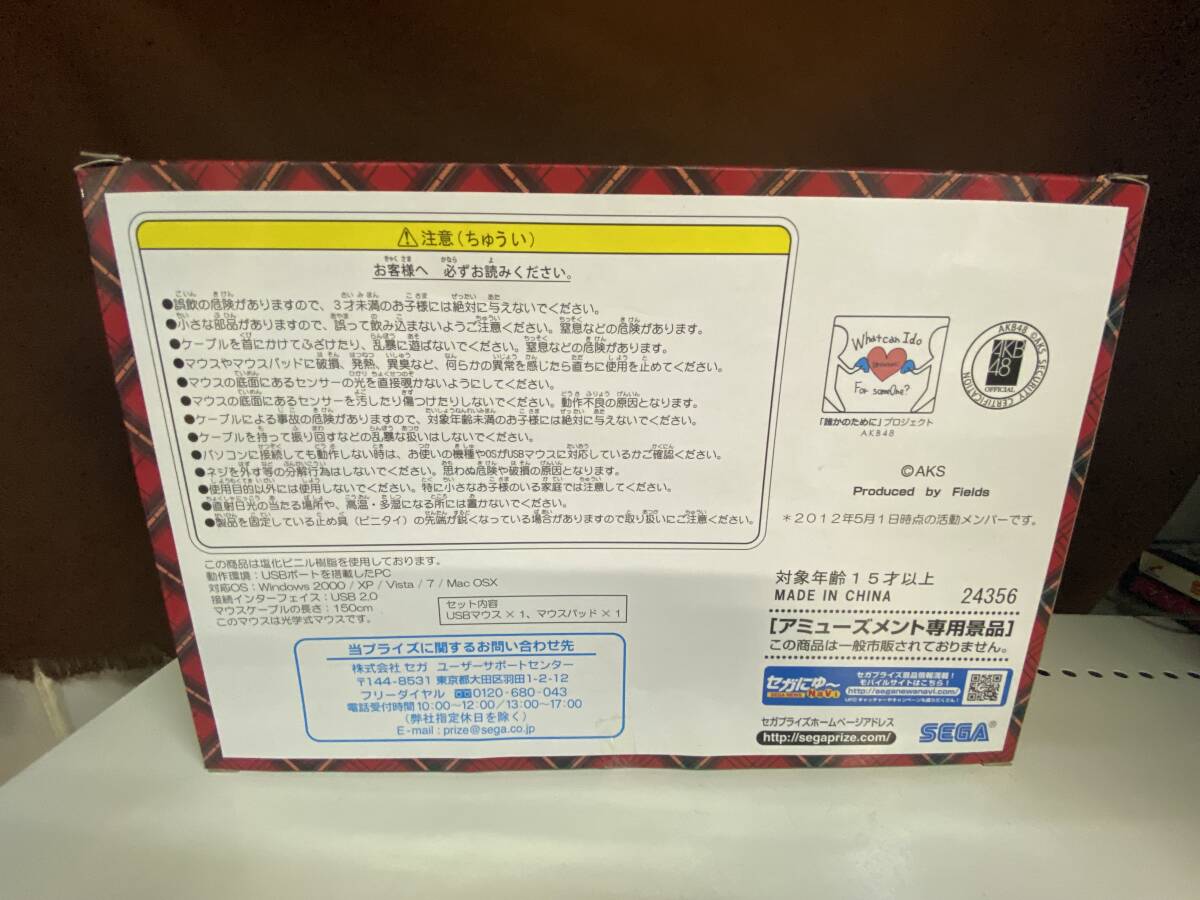 ⚠注意(ちゅうい)
お客様へ 必ずお読みください。
●誤飲の危険がありますので、3才未満のお子様には絶対に与えないでください。
●小さな部品がありますので、誤って飲み込まないようご注意ください。窒息などの危険があります。
●ケーブルを首にかけてふざけたり、乱暴に遊ばないでください。窒息などの危険があります。
●マウスやマウスパッドに破損、発熱、異臭など、何らかの異常を感じたら直ちに使用を止めてください。
●マウスの底面にあるセンサーの光を直接覗かないようにしてください。
●マウスの底面にあるセンサーを汚したり傷つけたりしないでください。動作不良の原因となります。
●ケーブルによる事故の危険がありますので、対象年齢未満のお子様には絶対に与えないでください。
●ケーブルを持って振り回すなどの乱暴な扱いはしないでください。
●パソコンに接続しても動作しない時は、お使いの機種やOSがUSBマウスに対応しているかご確認ください。
●ネジを外す等の分解行為はしないでください。思わぬ危険や破損の原因となります。
●使用目的以外には使用しないでください。特に小さなお子様のいる家庭では注意してください。
●直射日光の当たる場所や、高温・多湿になる所には置かないでください。
●製品を固定している止め具(ビニタイ)の先端が鋭くなっている場合がありますので取り扱いにご注意ください。
この商品は塩化ビニル樹脂を使用しております。
動作環境:USBポートを搭載したPC
対応OS:Windows 2000 / XP / Vista / 7 / Mac OSX
接続インターフェイス:USB 2.0
マウスケーブルの長さ:150cm
このマウスは光学式マウスです。
セット内容
USBマウス×1、マウスパッド×1
当プライズに関するお問い合わせ先
株式会社 セガ ユーザーサポートセンター
〒144-8531 東京都大田区羽田1-2-12
フリーダイヤル 0120-680-043
電話受付時間 10:00～12:00/13:00～17:00
(弊社指定休日を除く)
E-mail:prize@sega.co.jp
What can I do
For someone?
「誰かのために」プロジェクト
AKB48
AKB48 ©AKS SECURITY CERTIFICATION
AKB
48
OFFICIAL
©AKS
Produced by Fields
*2012年5月1日時点の活動メンバーです。
対象年齢15才以上
MADE IN CHINA 24356
[アミューズメント専用景品]
この商品は一般市販されておりません。
セガにゅ～
NaVi
セガプライズ景品情報満載!
モバイルサイトはこちら!
http://seganewanavi.com/
セガプライズホームページアドレス
http://segaprize.com/
SEGA